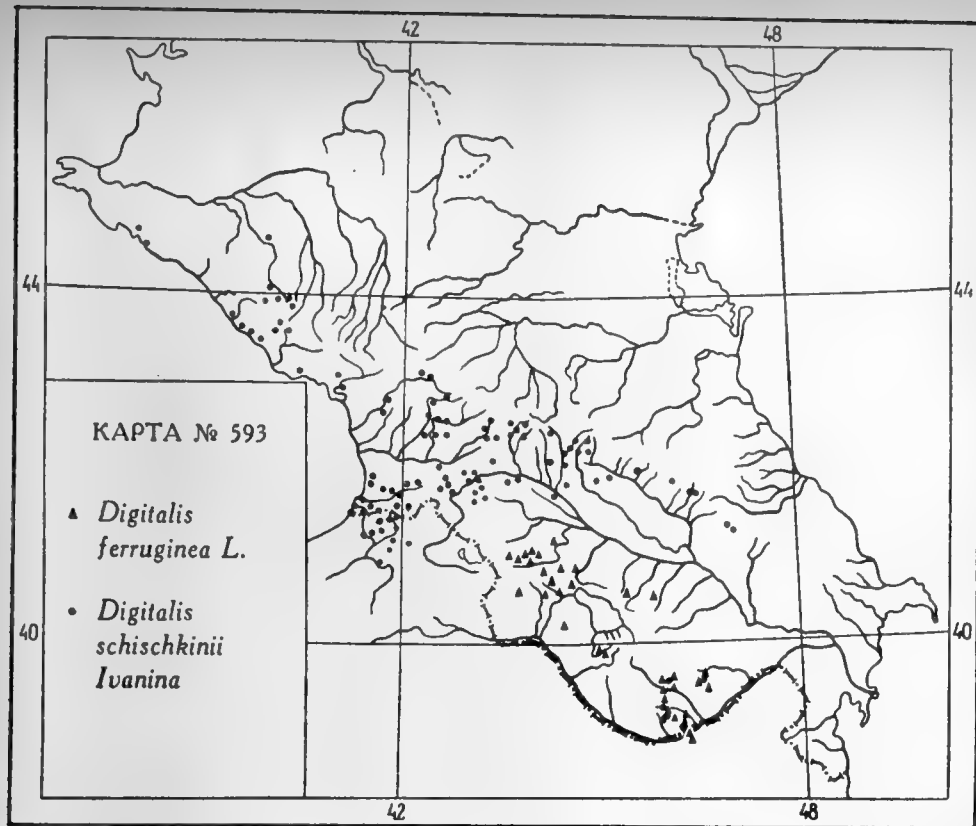 42 48
44 44
КАРТА № 593
Digitalis
ferruginea L.
Digitalis
schischkinii
Ivanina
40 40
42 48